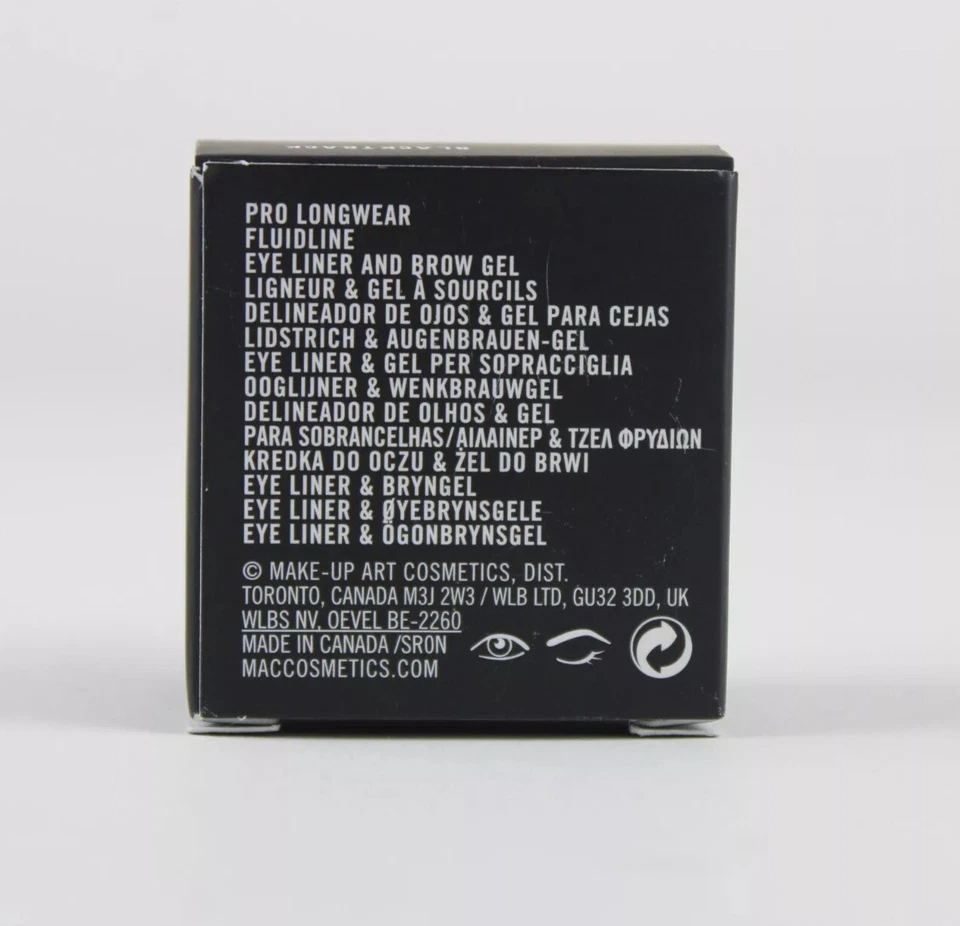 BLACKTRACK
PRO LONGWEAR
FLUIDLINE
EYE LINER AND BROW GEL
LIGNEUR & GEL À SOURCILS
DELINEADOR DE OJOS & GEL PARA CEJAS
LIDSTRICH & AUGENBRAUEN-GEL
EYE LINER & GEL PER SOPRACCIGLIA
OOGLIJNER & WENKBRAUWGEL
DELINEADOR DE OLHOS & GEL
PARA SOBRANCELHAS/ΑΪΛΑΙΝΕΡ & ΤΖΕΛ ΦΡΥΔΙΩΝ
KREDKA DO OCZU & ŻEL DO BRWI
EYE LINER & BRYNGEL
EYE LINER & ØYEBRYNSGELE
EYE LINER & ÖGONBRYNSGEL
© MAKE-UP ART COSMETICS, DIST.
TORONTO, CANADA M3J 2W3 / WLB LTD, GU32 3DD, UK
WLBS NV, OEVEL BE-2260
MADE IN CANADA /SRON
MACCOSMETICS.COM